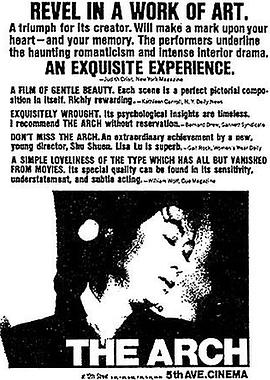 REVEL IN A WORK OF ART.
A triumph for its creator. Will make a mark upon your
heart—and your memory. The performers underline
the haunting romanticism and intense interior drama.
AN EXQUISITE EXPERIENCE.
—Judith Crist, New York Magazine
A FILM OF GENTLE BEAUTY. Each scene is a perfect pictorial compo-
sition in itself. Richly rewarding. —Kathleen Carroll, N.Y. Daily News
EXQUISITELY WROUGHT. Its psychological insights are timeless.
I recommend THE ARCH without reservation. —Bernard Drew, Gannett Syndicate
DON'T MISS THE ARCH. An extraordinary achievement by a new,
young director, Shu Shuen. Lisa Lu is superb. —Gail Rock, Women's Wear Daily
A SIMPLE LOVELINESS OF THE TYPE WHICH HAS ALL BUT VANISHED
FROM MOVIES. Its special quality can be found in its sensitivity,
understatement, and subtle acting. —William Wolf, Cue Magazine
THE ARCH
at 12th Street
5th AVE. CINEMA